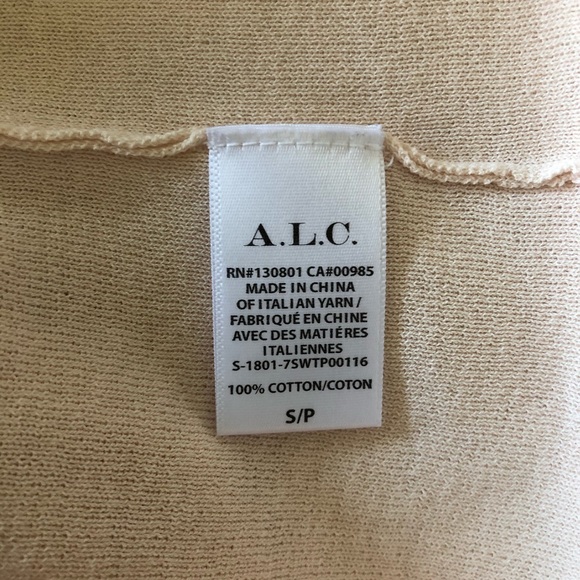 A.L.C.
RN#130801 CA#00985
MADE IN CHINA
OF ITALIAN YARN /
FABRIQUÉ EN CHINE
AVEC DES MATIÉRES
ITALIENNES
S-1801-7SWTP00116
100% COTTON/COTON
S/P